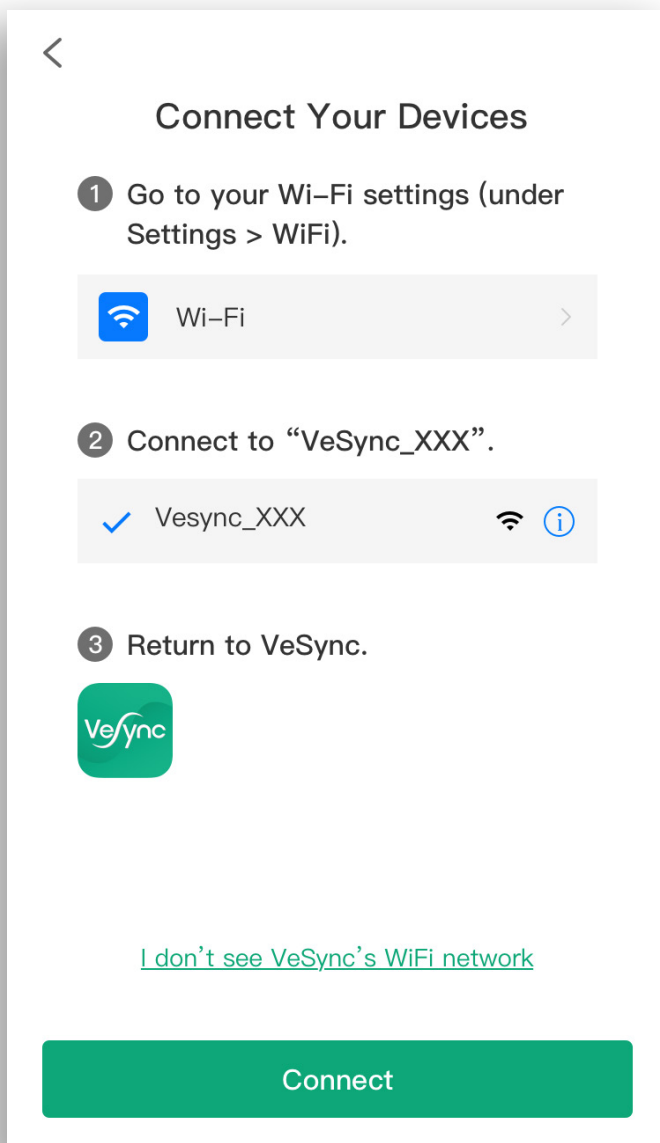 Connect Your Devices
1 Go to your Wi–Fi settings (under
Settings > WiFi).
Wi–Fi
2 Connect to “VeSync_XXX”.
Vesync_XXX
3 Return to VeSync.
VeSync
I don’t see VeSync’s WiFi network
Connect